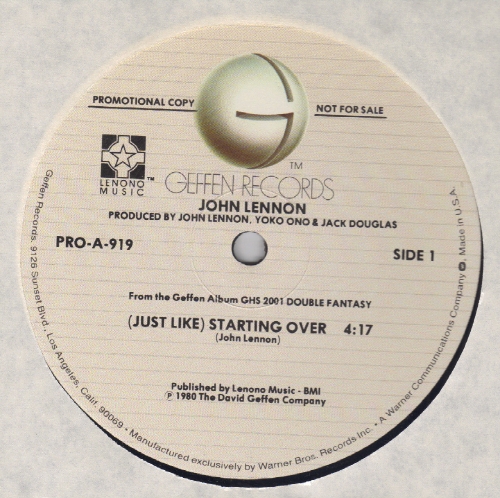 PROMOTIONAL COPY
NOT FOR SALE
G
TM
LENONO
MUSIC
TM
GEFFEN RECORDS
JOHN LENNON
PRODUCED BY JOHN LENNON, YOKO ONO & JACK DOUGLAS
PRO-A-919
SIDE 1
From the Geffen Album GHS 2001 DOUBLE FANTASY
(JUST LIKE) STARTING OVER 4:17
(John Lennon)
Published by Lenono Music - BMI
℗ 1980 The David Geffen Company
Geffen Records, 9126 Sunset Blvd., Los Angeles, Calif. 90069 • Manufactured exclusively by Warner Bros. Records Inc. • A Warner Communications Company 0, Made in U.S.A.